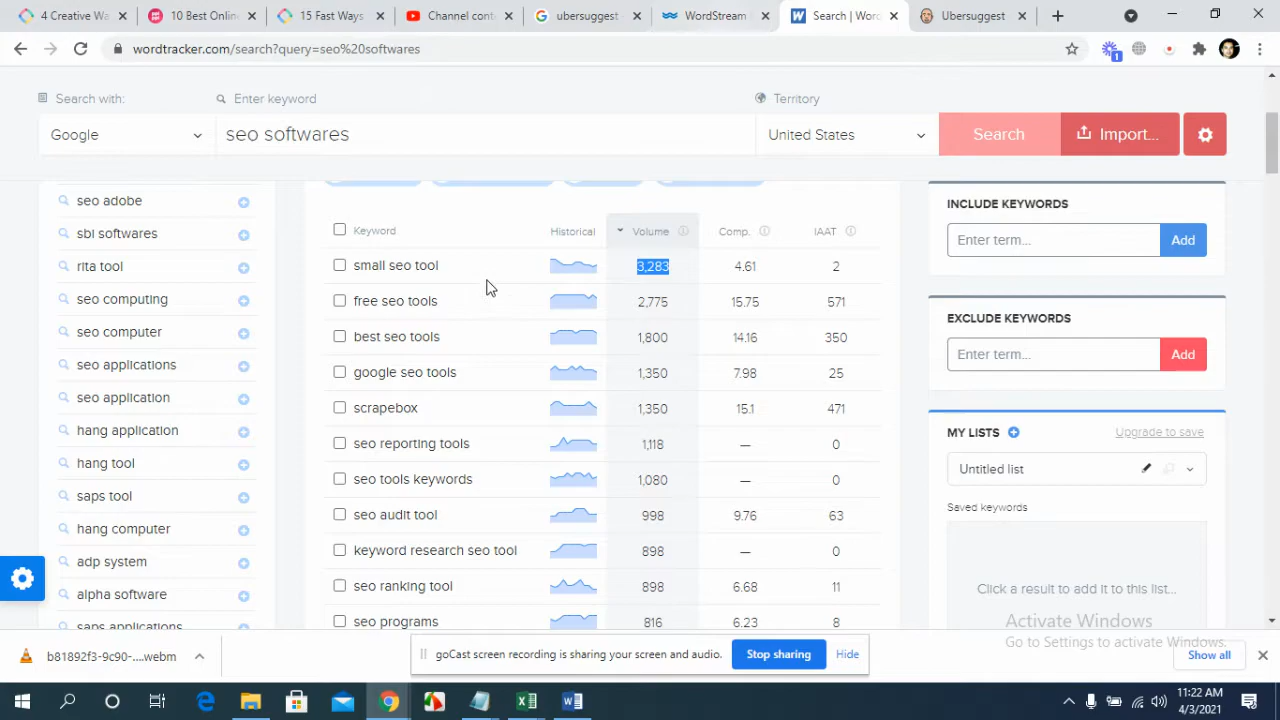 4 Creative Wa
10 Best Onlin
15 Fast Ways
Channel cont
ubersuggest
WordStream
Search | Wor
Ubersuggest
wordtracker.com/search?query=seo%20softwares
1
Search with:
Enter keyword
Territory
Google
seo softwares
United States
Search
Import...
seo adobe
sbi softwares
rita tool
seo computing
seo computer
seo applications
seo application
hang application
hang tool
saps tool
hang computer
adp system
alpha software
saps applications
Keyword Historical Volume Comp. IAAT
small seo tool 3,283 4.61 2
free seo tools 2,775 15.75 571
best seo tools 1,800 14.16 350
google seo tools 1,350 7.98 25
scrapebox 1,350 15.1 471
seo reporting tools 1,118 — 0
seo tools keywords 1,080 — 0
seo audit tool 998 9.76 63
keyword research seo tool 898 — 0
seo ranking tool 898 6.68 11
seo programs 816 6.23 8
INCLUDE KEYWORDS
Enter term...
Add
EXCLUDE KEYWORDS
Enter term...
Add
MY LISTS
Upgrade to save
Untitled list
Saved keywords
Click a result to add it to this list...
Activate Windows
Go to Settings to activate Windows.
b81892f3-9c90-....webm
goCast screen recording is sharing your screen and audio.
Stop sharing
Hide
Show all
11:22 AM
4/3/2021